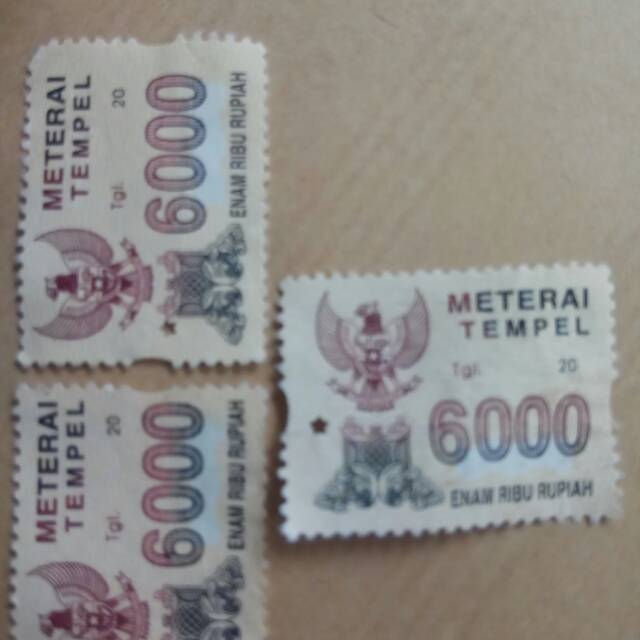 METERAI
TEMPEL
Tgl. 20
6000
ENAM RIBU RUPIAH
METERAI
TEMPEL
Tgl. 20
6000
ENAM RIBU RUPIAH
METERAI
TEMPEL
Tgl. 20
6000
ENAM RIBU RUPIAH